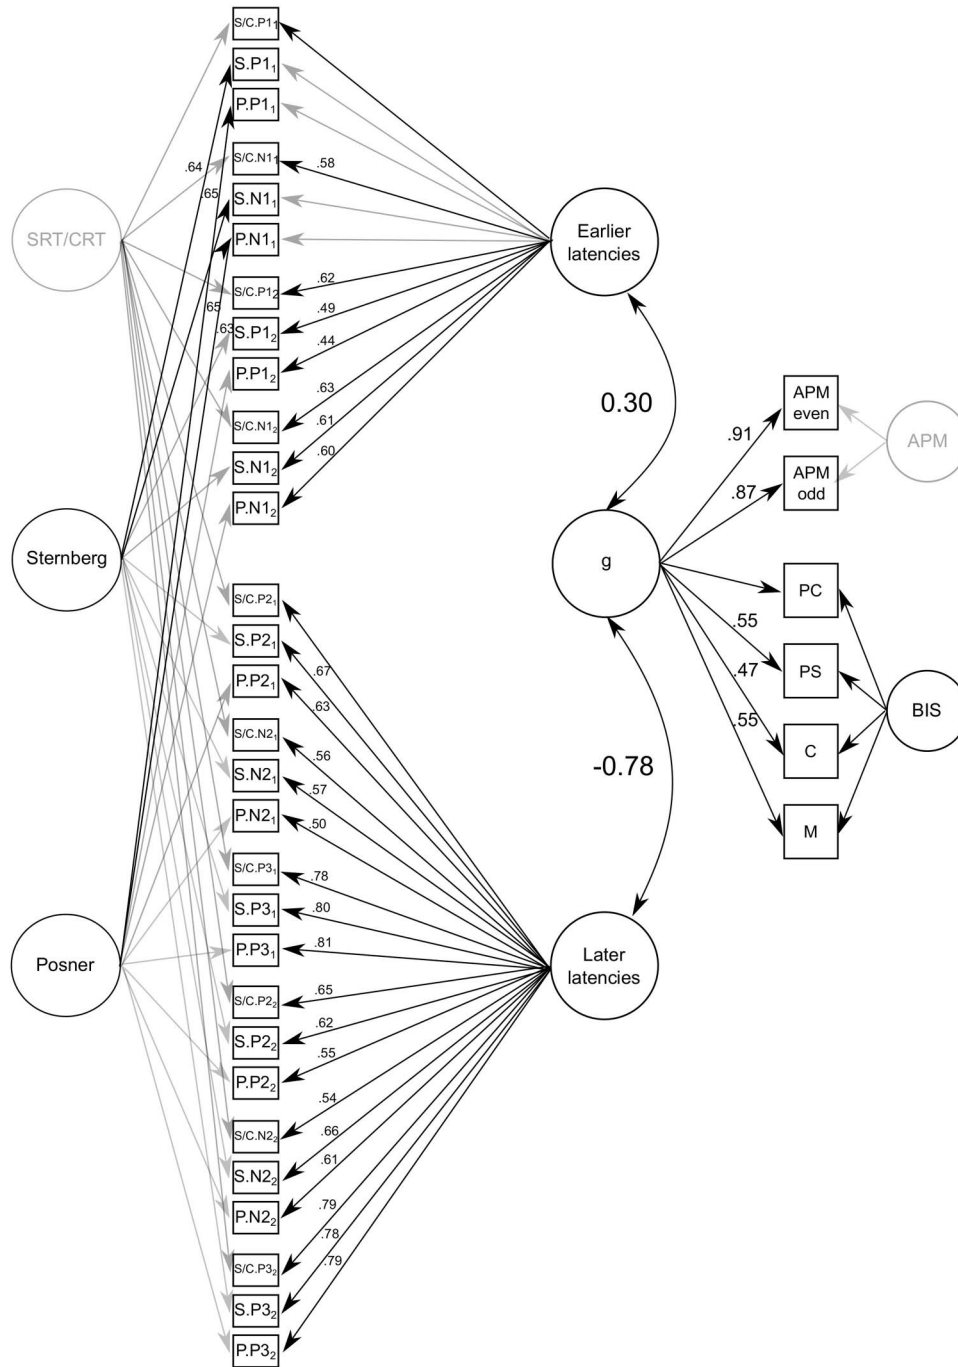 S/C.P1₁
S.P1₁
P.P1₁
.64
.65
S/C.N1₁
.58
S.N1₁
P.N1₁
SRT/CRT
Earlier
latencies
.65
.63
S/C.P1₂
.62
S.P1₂
.49
P.P1₂
.44
S/C.N1₂
.63
S.N1₂
.61
P.N1₂
.60
0.30
APM
even
.91
APM
odd
.87
APM
Sternberg
g
PC
PS
.55
C
.47
M
.55
BIS
-0.78
S/C.P2₁
S.P2₁
.67
P.P2₁
.63
S/C.N2₁
.56
S.N2₁
.57
P.N2₁
.50
S/C.P3₁
.78
S.P3₁
.80
P.P3₁
.81
Posner
Later
latencies
S/C.P2₂
.65
S.P2₂
.62
P.P2₂
.55
S/C.N2₂
.54
S.N2₂
.66
P.N2₂
.61
S/C.P3₂
.79
S.P3₂
.78
P.P3₂
.79